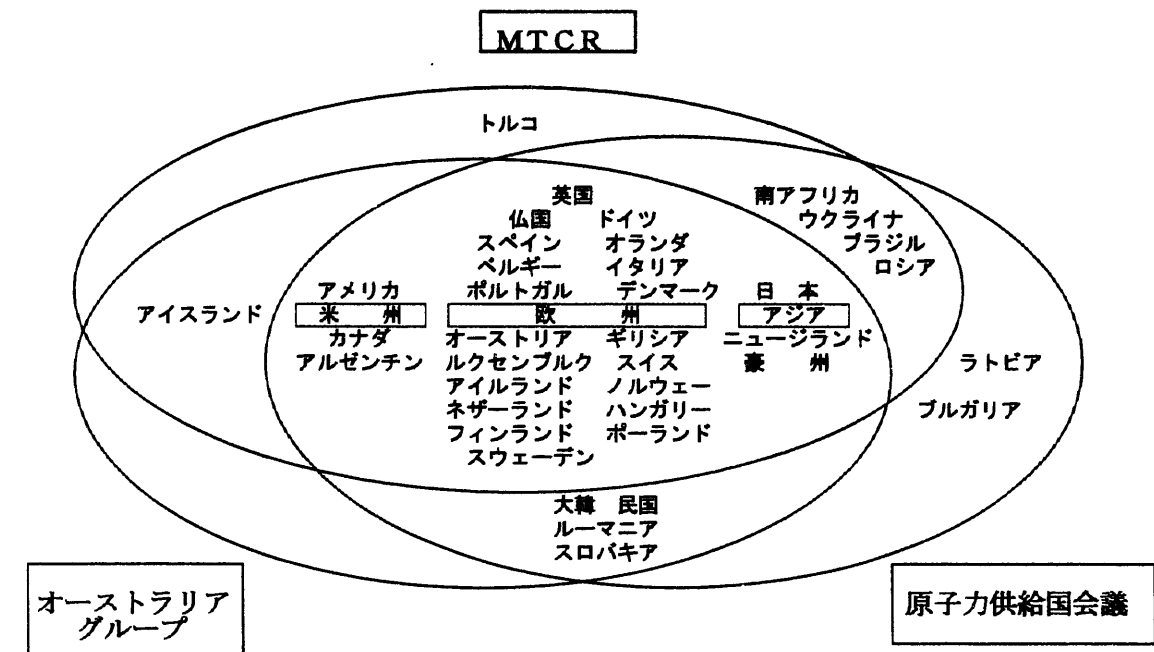 MTCR
トルコ
英国 南アフリカ
仏国 ドイツ ウクライナ
スペイン オランダ ブラジル
ベルギー イタリア ロシア
アメリカ ポルトガル デンマーク 日 本
アイスランド 米 州 欧 州 アジア
カナダ オーストリア ギリシア ニュージランド
アルゼンチン ルクセンブルク スイス 豪 州 ラトビア
アイルランド ノルウェー
ネザーランド ハンガリー ブルガリア
フィンランド ポーランド
スウェーデン
大韓 民国
ルーマニア
スロバキア
オーストラリア
グループ
原子力供給国会議